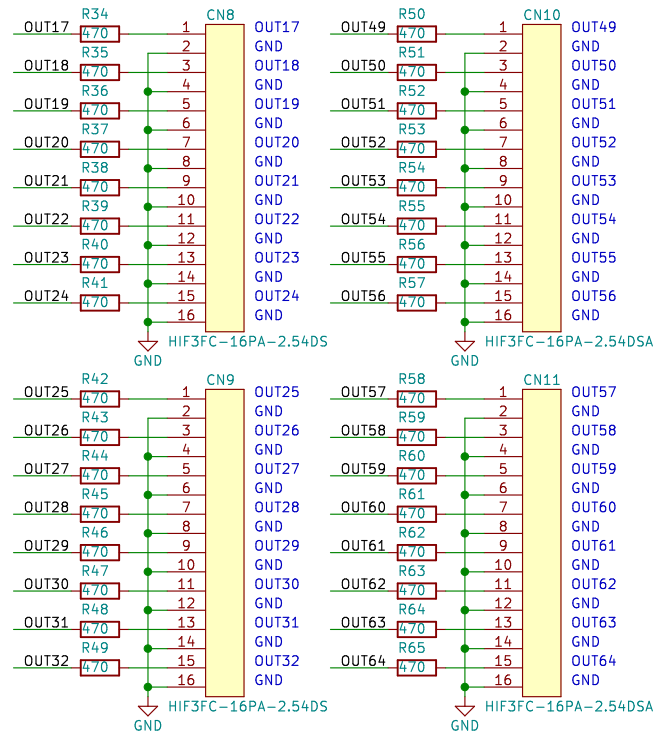 R34 CN8
OUT17 470 1 OUT17
R35 2 GND
OUT18 470 3 OUT18
R36 4 GND
OUT19 470 5 OUT19
R37 6 GND
OUT20 470 7 OUT20
R38 8 GND
OUT21 470 9 OUT21
R39 10 GND
OUT22 470 11 OUT22
R40 12 GND
OUT23 470 13 OUT23
R41 14 GND
OUT24 470 15 OUT24
16 GND
HIF3FC-16PA-2.54DS
GND
R50 CN10
OUT49 470 1 OUT49
R51 2 GND
OUT50 470 3 OUT50
R52 4 GND
OUT51 470 5 OUT51
R53 6 GND
OUT52 470 7 OUT52
R54 8 GND
OUT53 470 9 OUT53
R55 10 GND
OUT54 470 11 OUT54
R56 12 GND
OUT55 470 13 OUT55
R57 14 GND
OUT56 470 15 OUT56
16 GND
HIF3FC-16PA-2.54DSA
GND
R42 CN9
OUT25 470 1 OUT25
R43 2 GND
OUT26 470 3 OUT26
R44 4 GND
OUT27 470 5 OUT27
R45 6 GND
OUT28 470 7 OUT28
R46 8 GND
OUT29 470 9 OUT29
R47 10 GND
OUT30 470 11 OUT30
R48 12 GND
OUT31 470 13 OUT31
R49 14 GND
OUT32 470 15 OUT32
16 GND
HIF3FC-16PA-2.54DS
GND
R58 CN11
OUT57 470 1 OUT57
R59 2 GND
OUT58 470 3 OUT58
R60 4 GND
OUT59 470 5 OUT59
R61 6 GND
OUT60 470 7 OUT60
R62 8 GND
OUT61 470 9 OUT61
R63 10 GND
OUT62 470 11 OUT62
R64 12 GND
OUT63 470 13 OUT63
R65 14 GND
OUT64 470 15 OUT64
16 GND
HIF3FC-16PA-2.54DSA
GND